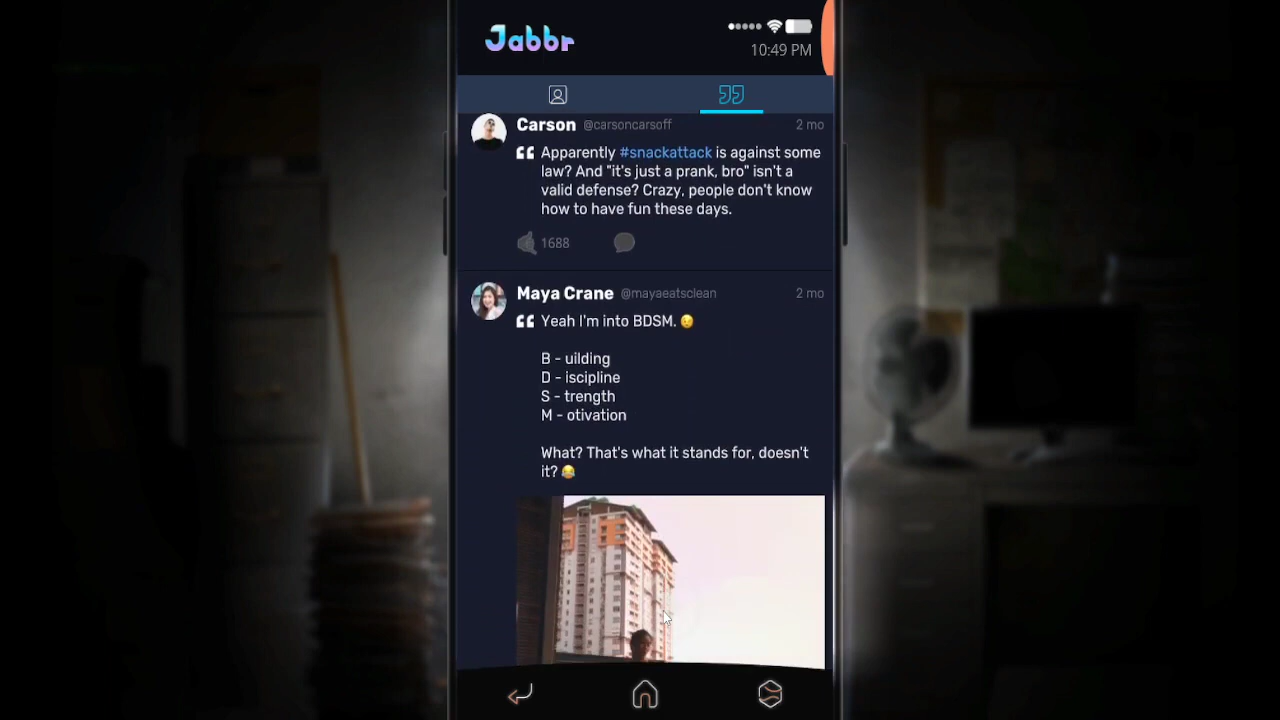 Jabbr
10:49 PM
Carson @carsoncarsoff 2 mo
Apparently #snackattack is against some
law? And "it's just a prank, bro" isn't a
valid defense? Crazy, people don't know
how to have fun these days.
1688
Maya Crane @mayaeatsclean 2 mo
Yeah I'm into BDSM. 😉
B - uilding
D - iscipline
S - trength
M - otivation
What? That's what it stands for, doesn't
it? 😂